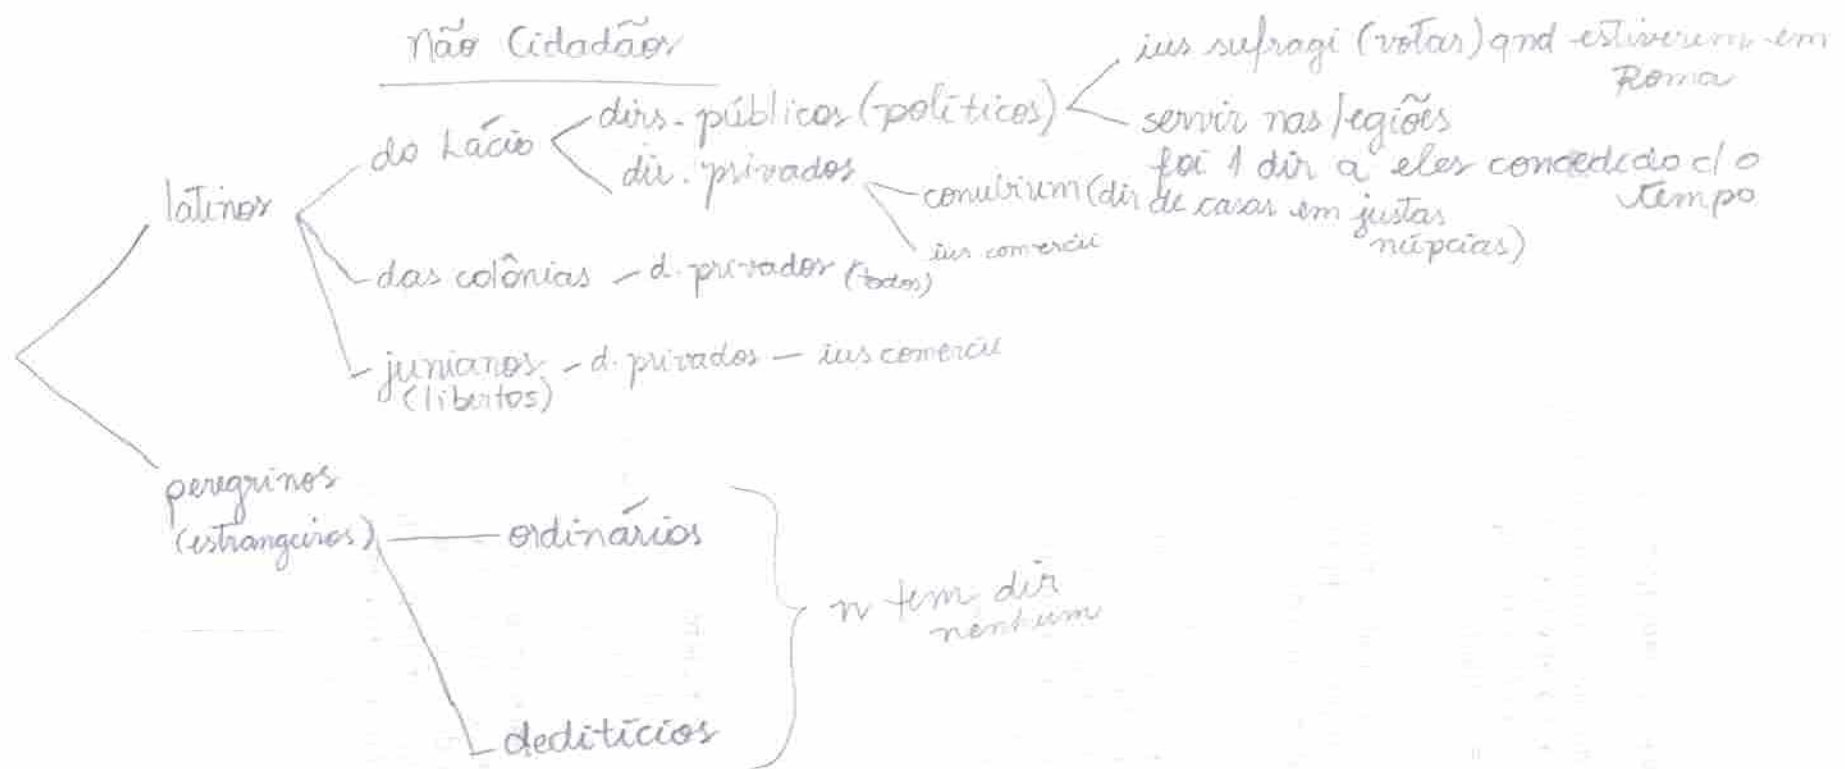 Não Cidadãos
latinos
do Lácio
dirs. públicos (políticos)
ius sufragi (votar) qnd estiverem em
Roma
servir nas legiões
foi 1 dir a eles concedido c/ o
tempo
dir. privados
conubium (dir de casar em justas
núpcias)
ius comercii
das colônias - d. privados (todos)
junianos - d. privados - ius comercii
(libertos)
peregrinos
(estrangeiros)
ordinários
dediticios
n tem dir
nenhum